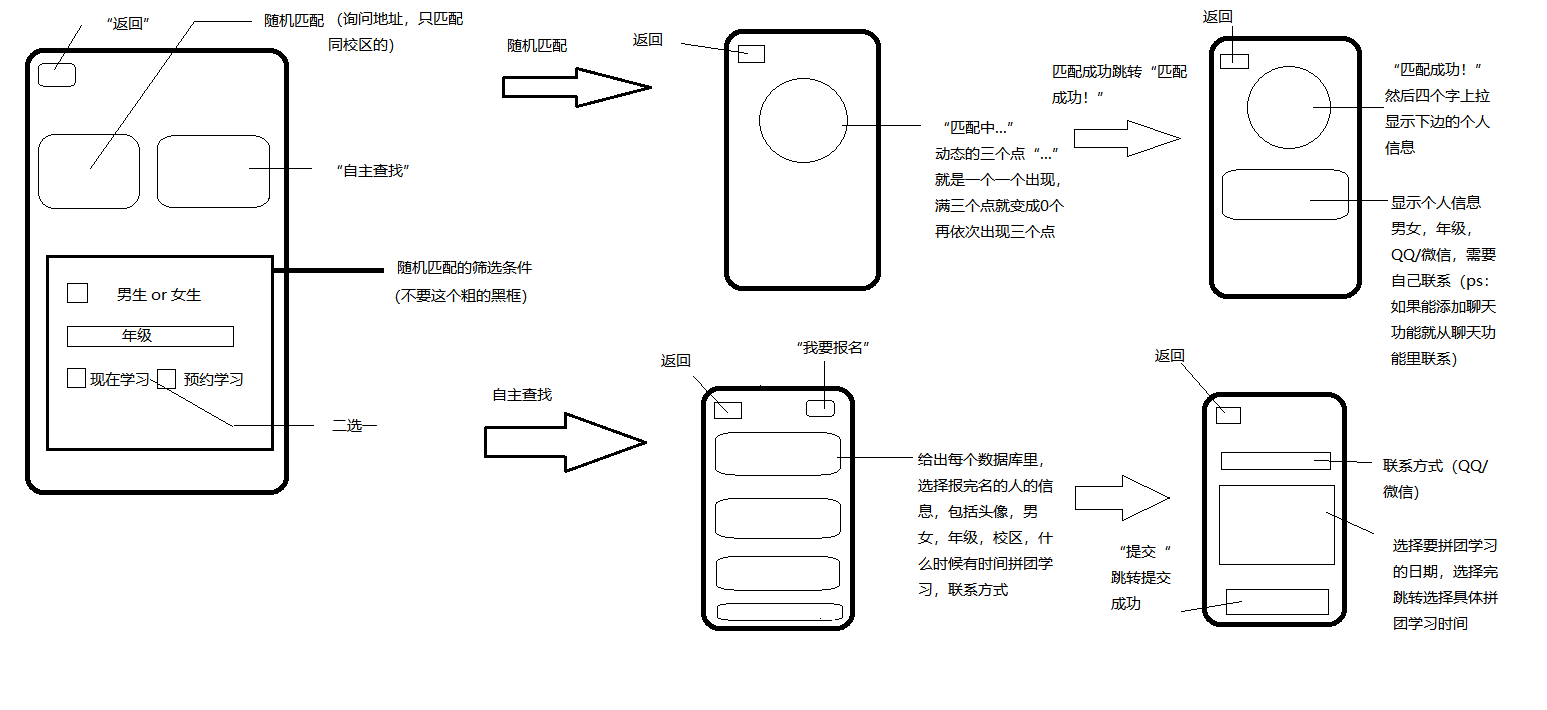 “返回”
随机匹配 （询问地址，只匹配
同校区的）
“自主查找”
随机匹配的筛选条件
（不要这个粗的黑框）
男生 or 女生
年级
现在学习
预约学习
二选一
随机匹配
返回
“匹配中...”
动态的三个点“...”
就是一个一个出现，
满三个点就变成0个
再依次出现三个点
匹配成功跳转“匹配
成功！”
返回
“匹配成功！”
然后四个字上拉
显示下边的个人
信息
显示个人信息
男女，年级，
QQ/微信，需要
自己联系（ps：
如果能添加聊天
功能就从聊天功
能里联系）
自主查找
返回
“我要报名”
给出每个数据库里，
选择报完名的人的信
息，包括头像，男
女，年级，校区，什
么时候有时间拼团学
习，联系方式
“提交“
跳转提交
成功
返回
联系方式（QQ/
微信）
选择要拼团学习
的日期，选择完
跳转选择具体拼
团学习时间